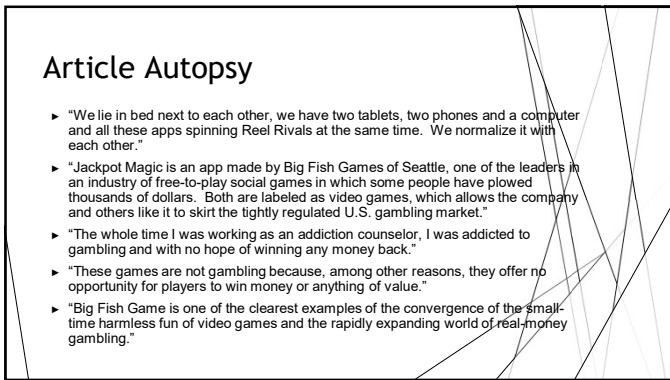 Article Autopsy
► “We lie in bed next to each other, we have two tablets, two phones and a computer
and all these apps spinning Reel Rivals at the same time.  We normalize it with
each other.”
► “Jackpot Magic is an app made by Big Fish Games of Seattle, one of the leaders in
an industry of free-to-play social games in which some people have plowed
thousands of dollars.  Both are labeled as video games, which allows the company
and others like it to skirt the tightly regulated U.S. gambling market.”
► “The whole time I was working as an addiction counselor, I was addicted to
gambling and with no hope of winning any money back.”
► “These games are not gambling because, among other reasons, they offer no
opportunity for players to win money or anything of value.”
► “Big Fish Game is one of the clearest examples of the convergence of the small-
time harmless fun of video games and the rapidly expanding world of real-money
gambling.”